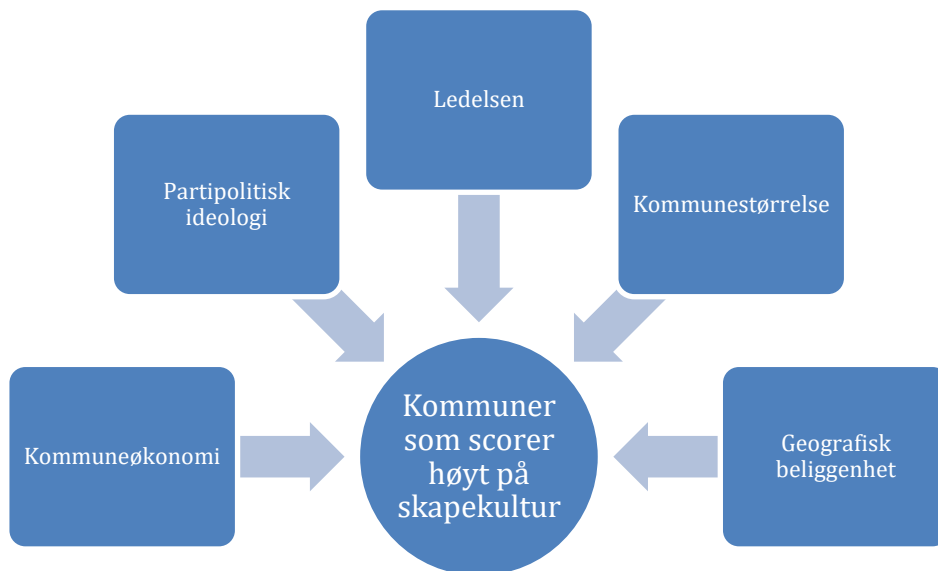 Ledelsen
Partipolitisk
ideologi
Kommunestørrelse
Kommuneøkonomi
Kommuner
som scorer
høyt på
skapekultur
Geografisk
beliggenhet